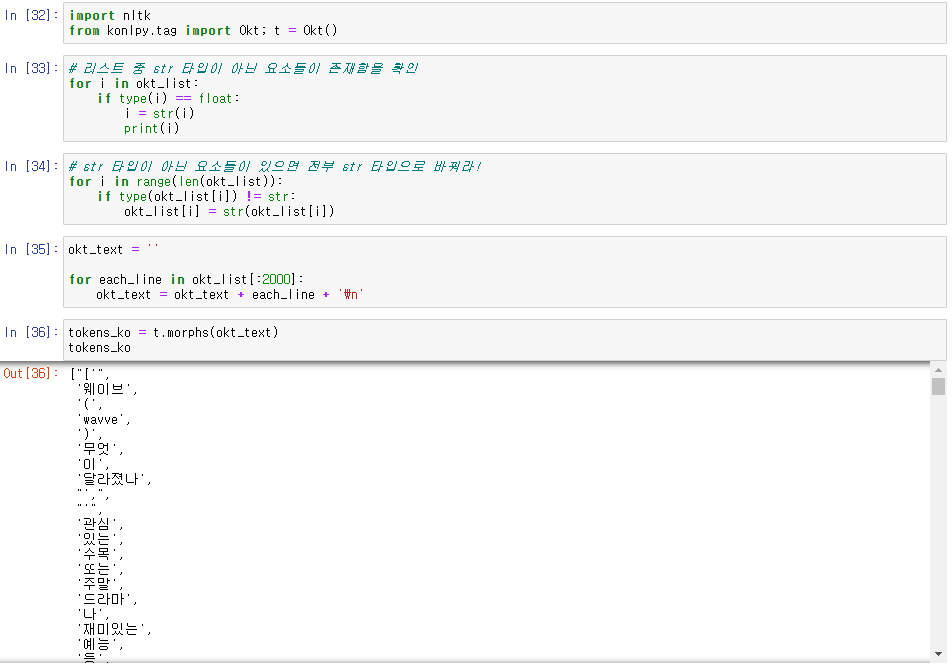 In [32]: import nltk
from konlpy.tag import Okt; t = Okt()
In [33]: # 리스트 중 str 타입이 아닌 요소들이 존재함을 확인
for i in okt_list:
    if type(i) == float:
        i = str(i)
        print(i)
In [34]: # str 타입이 아닌 요소들이 있으면 전부 str 타입으로 바꿔라!
for i in range(len(okt_list)):
    if type(okt_list[i]) != str:
        okt_list[i] = str(okt_list[i])
In [35]: okt_text = ''
for each_line in okt_list[:2000]:
    okt_text = okt_text + each_line + '₩n'
In [36]: tokens_ko = t.morphs(okt_text)
tokens_ko
Out[36]: ["['",
'웨이브',
'(',
'wavve',
')',
'무엇',
'이',
'달라졌나',
"',",
"'",
'관심',
'있는',
'수목',
'또는',
'주말',
'드라마',
'나',
'재미있는',
'예능',